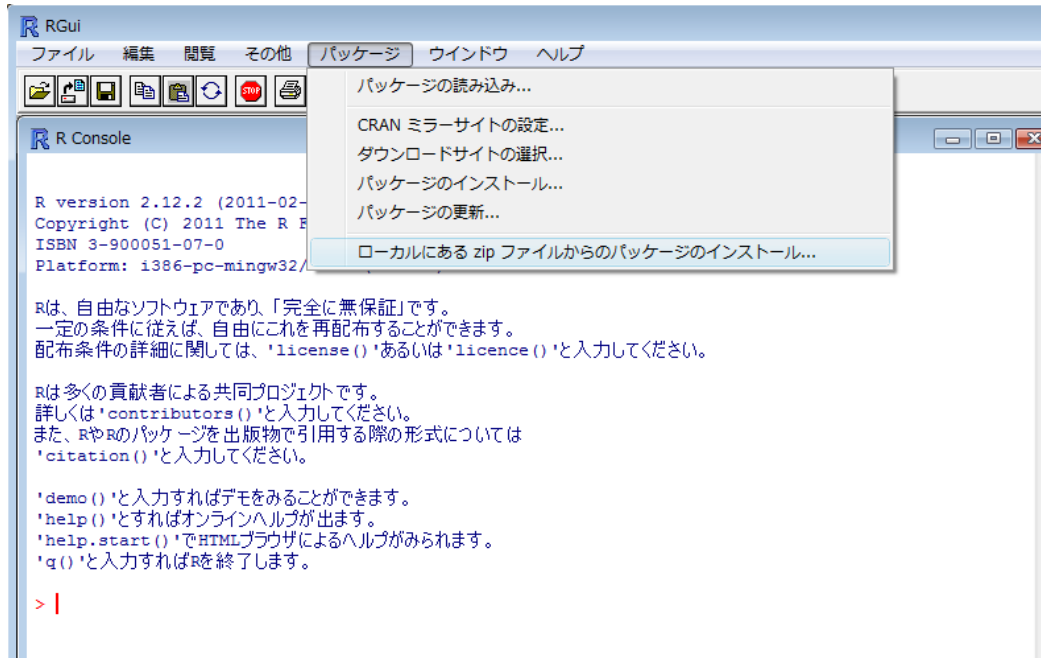 RGui
ファイル 編集 閲覧 その他 パッケージ ウインドウ ヘルプ
STOP
パッケージの読み込み...
CRAN ミラーサイトの設定...
ダウンロードサイトの選択...
パッケージのインストール...
パッケージの更新...
ローカルにある zip ファイルからのパッケージのインストール...
R Console
R version 2.12.2 (2011-02-
Copyright (C) 2011 The R
ISBN 3-900051-07-0
Platform: i386-pc-mingw32/
Rは、自由なソフトウェアであり、「完全に無保証」です。
一定の条件に従えば、自由にこれを再配布することができます。
配布条件の詳細に関しては、'license()'あるいは'licence()'と入力してください。
Rは多くの貢献者による共同プロジェクトです。
詳しくは'contributors()'と入力してください。
また、RやRのパッケージを出版物で引用する際の形式については
'citation()'と入力してください。
'demo()'と入力すればデモをみることができます。
'help()'とすればオンラインヘルプが出ます。
'help.start()'でHTMLブラウザによるヘルプがみられます。
'q()'と入力すればRを終了します。
>